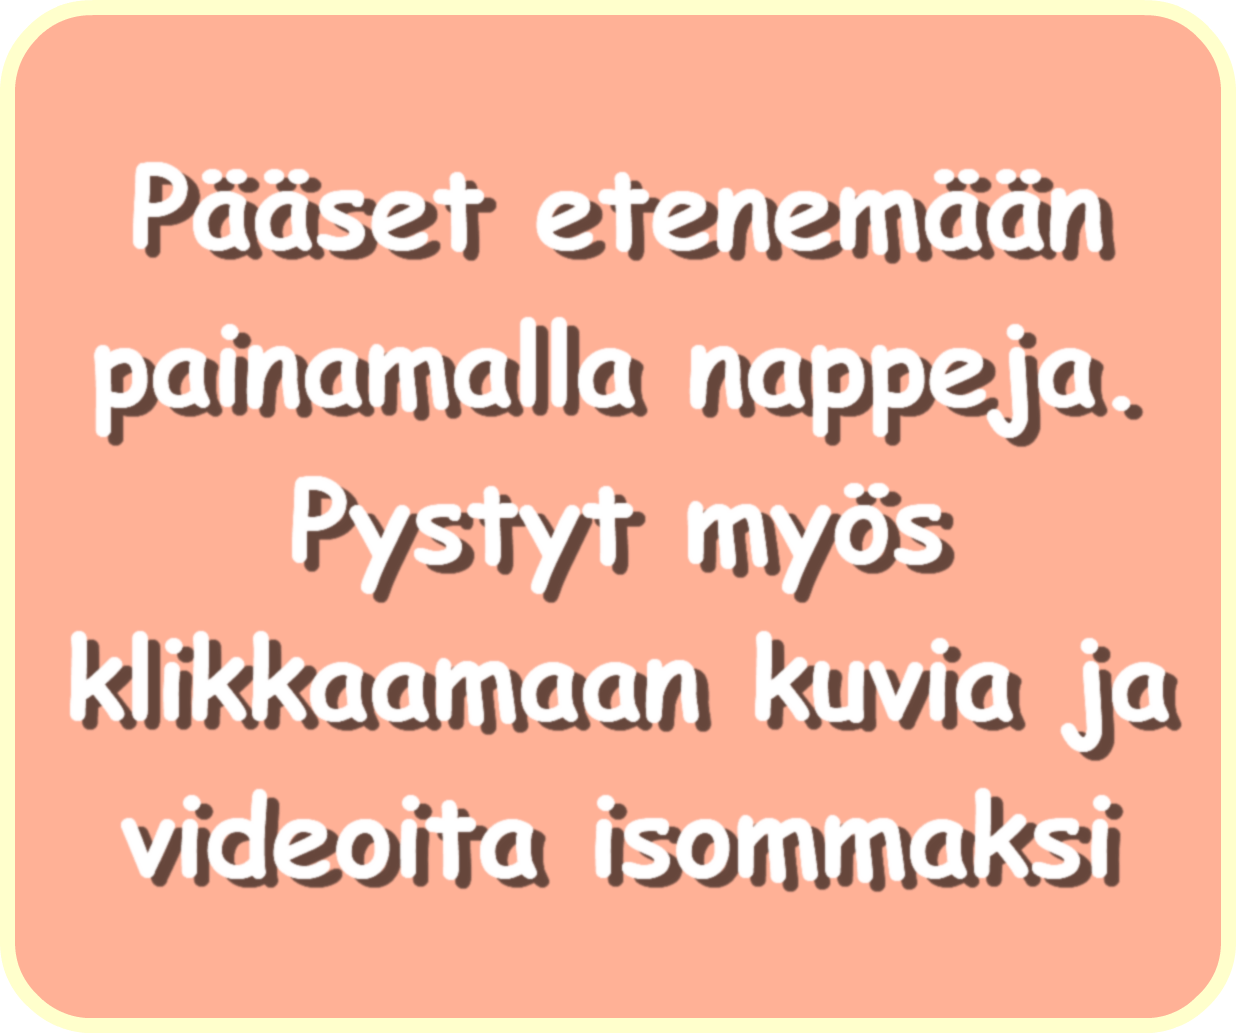 Pääset etenemään
painamalla nappeja.
Pystyt myös
klikkaamaan kuvia ja
videoita isommaksi